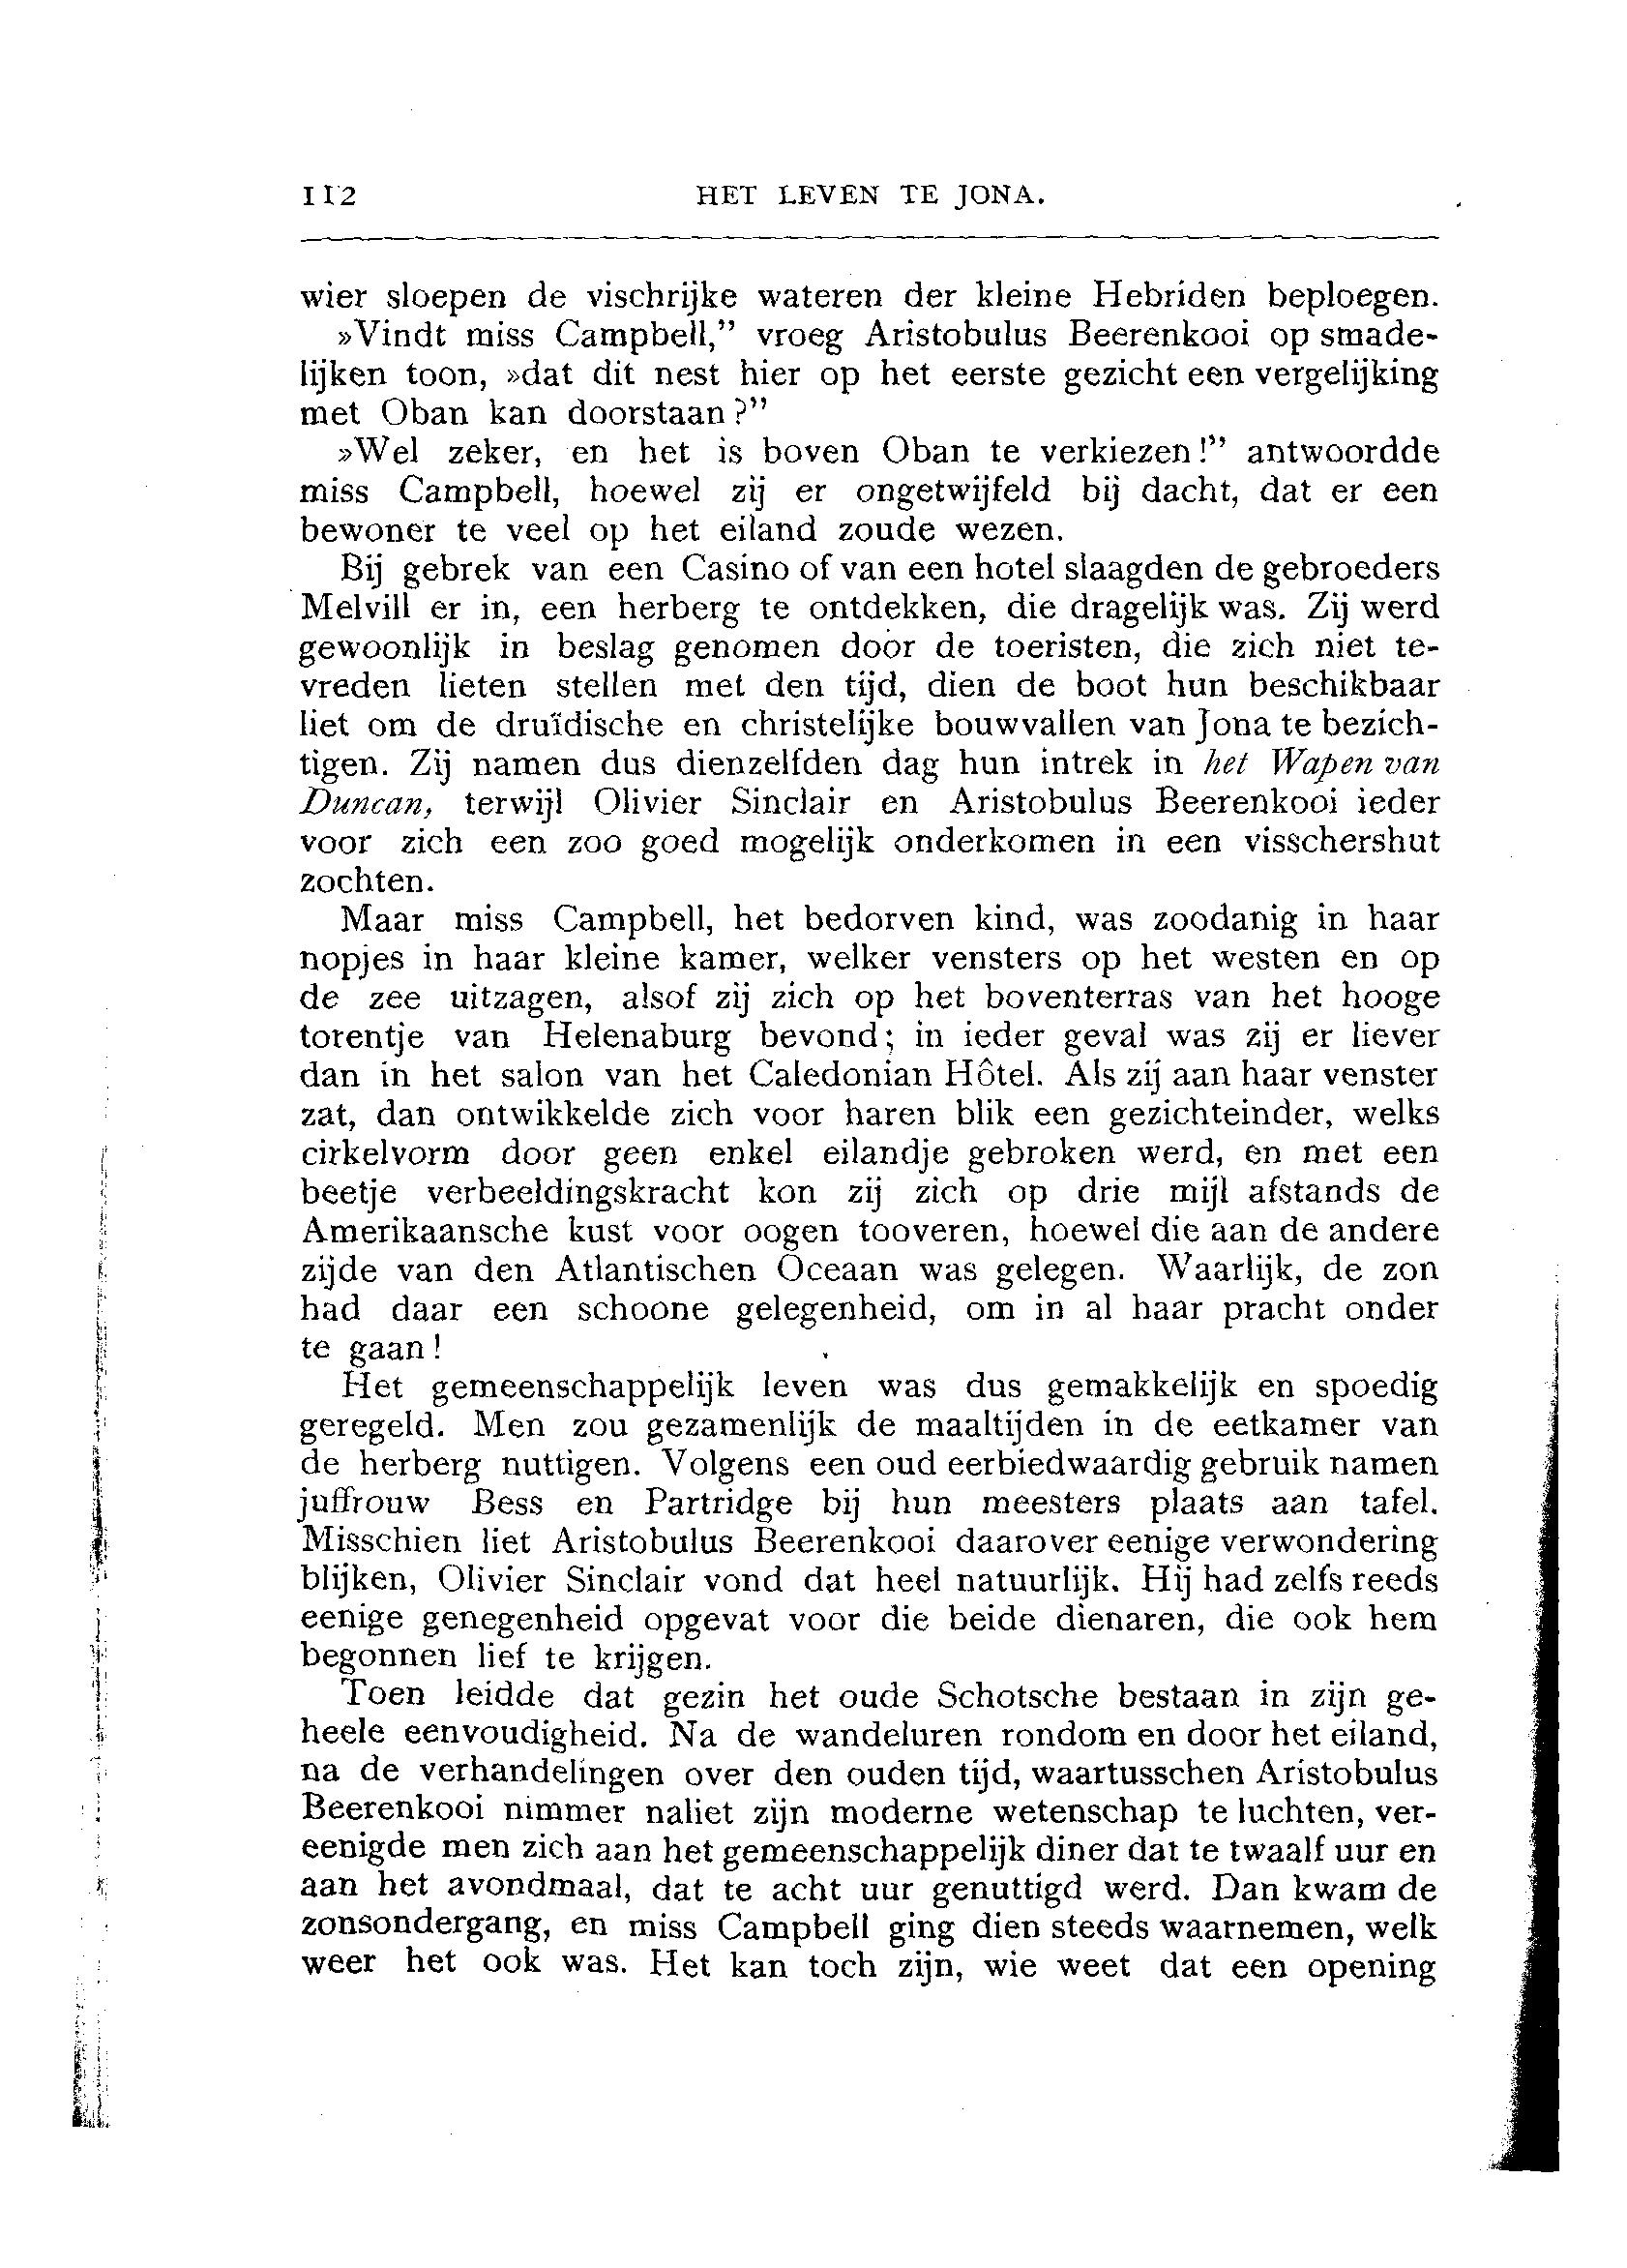 112 HET LEVEN TE JONA.
wier sloepen de vischrijke wateren der kleine Hebriden beploegen.
»Vindt miss Campbell,” vroeg Aristobulus Beerenkooi op smade-
lijken toon, »dat dit nest hier op het eerste gezicht een vergelijking
met Oban kan doorstaan?”
»Wel zeker, en het is boven Oban te verkiezen!” antwoordde
miss Campbell, hoewel zij er ongetwijfeld bij dacht, dat er een
bewoner te veel op het eiland zoude wezen.
Bij gebrek van een Casino of van een hotel slaagden de gebroeders
Melvill er in, een herberg te ontdekken, die dragelijk was. Zij werd
gewoonlijk in beslag genomen door de toeristen, die zich niet te-
vreden lieten stellen met den tijd, dien de boot hun beschikbaar
liet om de druïdische en christelijke bouwvallen van Jona te bezich-
tigen. Zij namen dus dienzelfden dag hun intrek in het Wapen van
Duncan, terwijl Olivier Sinclair en Aristobulus Beerenkooi ieder
voor zich een zoo goed mogelijk onderkomen in een visschershut
zochten.
Maar miss Campbell, het bedorven kind, was zoodanig in haar
nopjes in haar kleine kamer, welker vensters op het westen en op
de zee uitzagen, alsof zij zich op het boventerras van het hooge
torentje van Helenaburg bevond; in ieder geval was zij er liever
dan in het salon van het Caledonian Hôtel. Als zij aan haar venster
zat, dan ontwikkelde zich voor haren blik een gezichteinder, welks
cirkelvorm door geen enkel eilandje gebroken werd, en met een
beetje verbeeldingskracht kon zij zich op drie mijl afstands de
Amerikaansche kust voor oogen tooveren, hoewel die aan de andere
zijde van den Atlantischen Oceaan was gelegen. Waarlijk, de zon
had daar een schoone gelegenheid, om in al haar pracht onder
te gaan!
Het gemeenschappelijk leven was dus gemakkelijk en spoedig
geregeld. Men zou gezamenlijk de maaltijden in de eetkamer van
de herberg nuttigen. Volgens een oud eerbiedwaardig gebruik namen
juffrouw Bess en Partridge bij hun meesters plaats aan tafel.
Misschien liet Aristobulus Beerenkooi daarover eenige verwondering
blijken, Olivier Sinclair vond dat heel natuurlijk. Hij had zelfs reeds
eenige genegenheid opgevat voor die beide dienaren, die ook hem
begonnen lief te krijgen.
Toen leidde dat gezin het oude Schotsche bestaan in zijn ge-
heele eenvoudigheid. Na de wandeluren rondom en door het eiland,
na de verhandelingen over den ouden tijd, waartusschen Aristobulus
Beerenkooi nimmer naliet zijn moderne wetenschap te luchten, ver-
eenigde men zich aan het gemeenschappelijk diner dat te twaalf uur en
aan het avondmaal, dat te acht uur genuttigd werd. Dan kwam de
zonsondergang, en miss Campbell ging dien steeds waarnemen, welk
weer het ook was. Het kan toch zijn, wie weet dat een opening